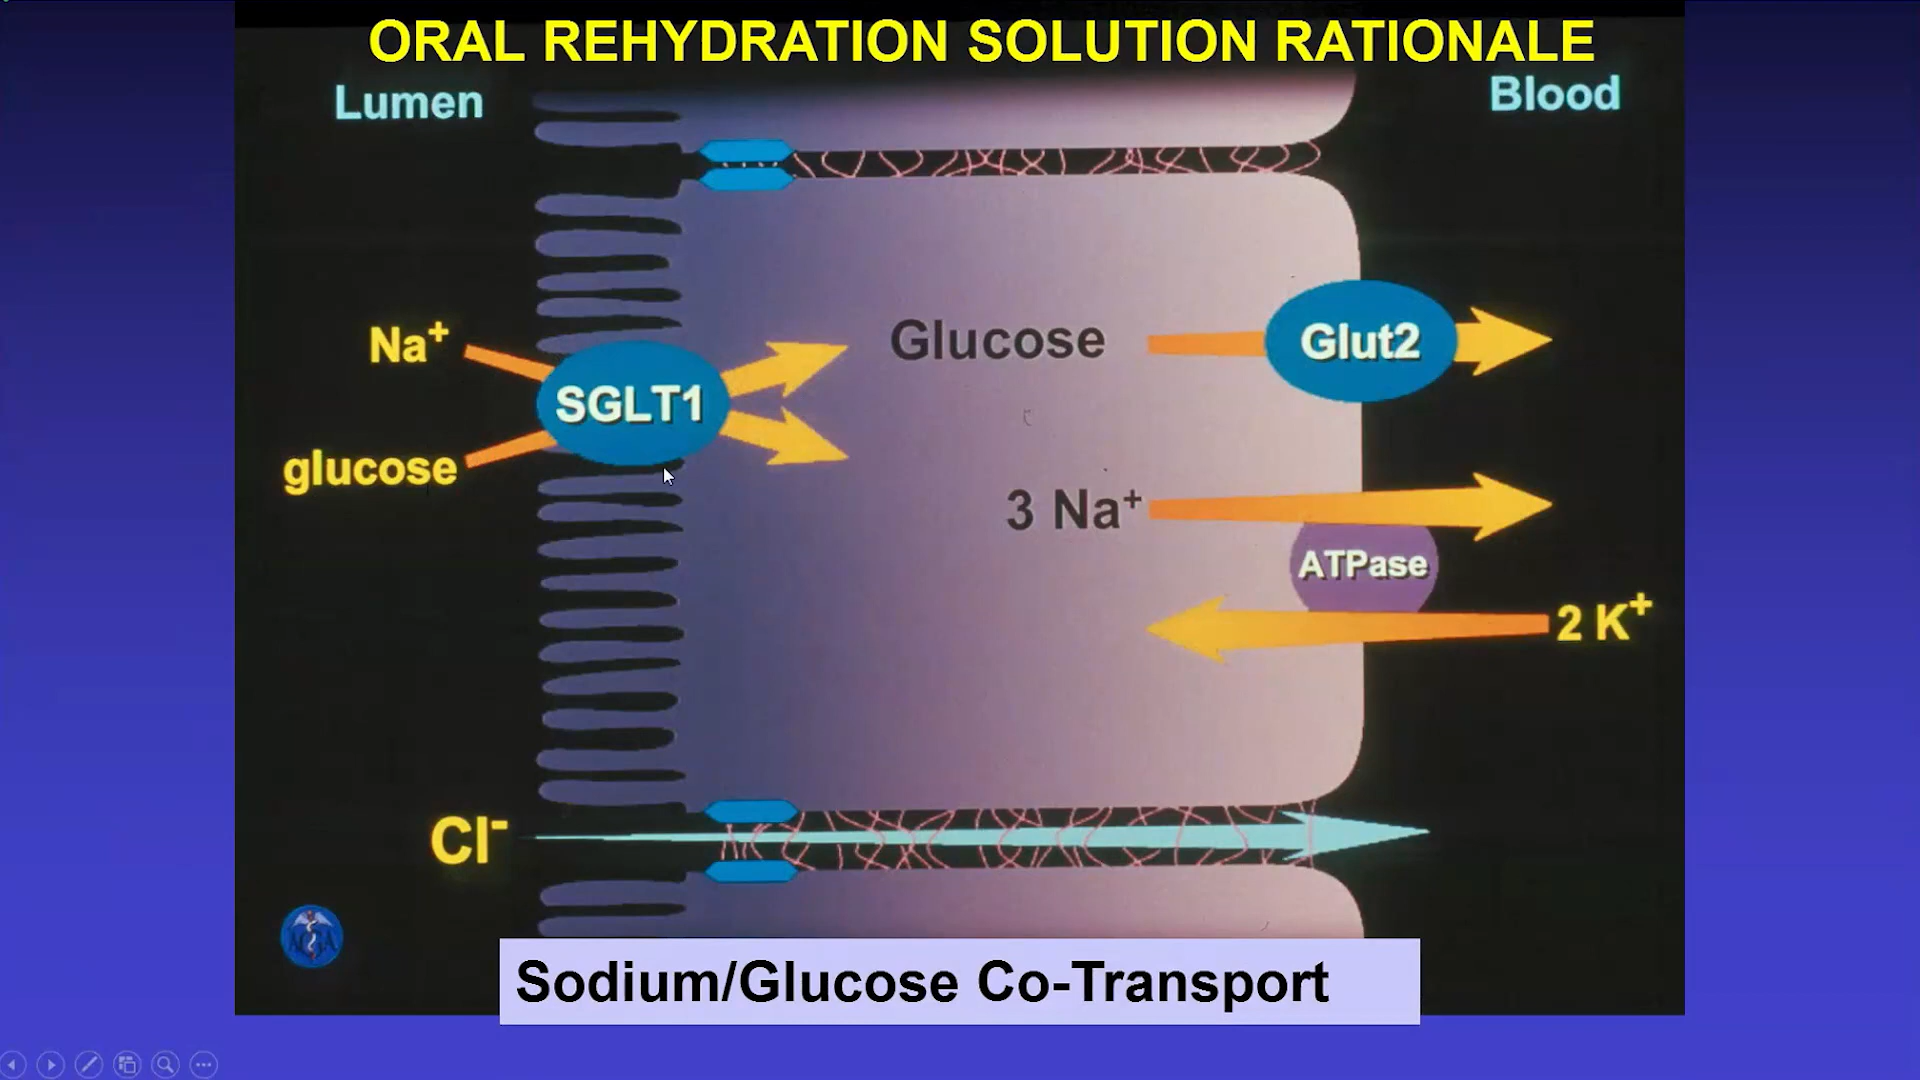 ORAL REHYDRATION SOLUTION RATIONALE
Lumen
Blood
Na+
Glucose
Glut2
SGLT1
glucose
3 Na+
ATPase
2 K+
Cl-
AGA
Sodium/Glucose Co-Transport